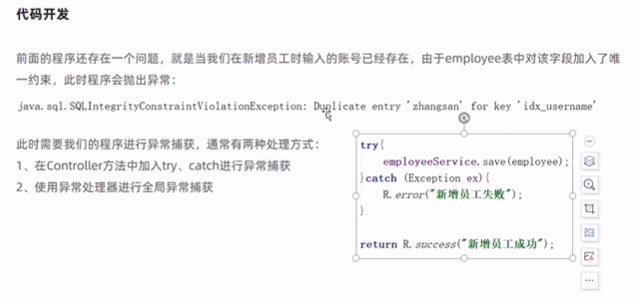 代码开发
前面的程序还存在一个问题，就是当我们在新增员工时输入的账号已经存在，由于employee表中对该字段加入了唯
一约束，此时程序会抛出异常：
java.sql.SQLIntegrityConstraintViolationException: Duplicate entry 'zhangsan' for key 'idx_username'
此时需要我们的程序进行异常捕获，通常有两种处理方式：
1、在Controller方法中加入try、catch进行异常捕获
2、使用异常处理器进行全局异常捕获
try{
employeeService.save(employee);
}catch (Exception ex){
R.error("新增员工失败");
}
return R.success("新增员工成功");